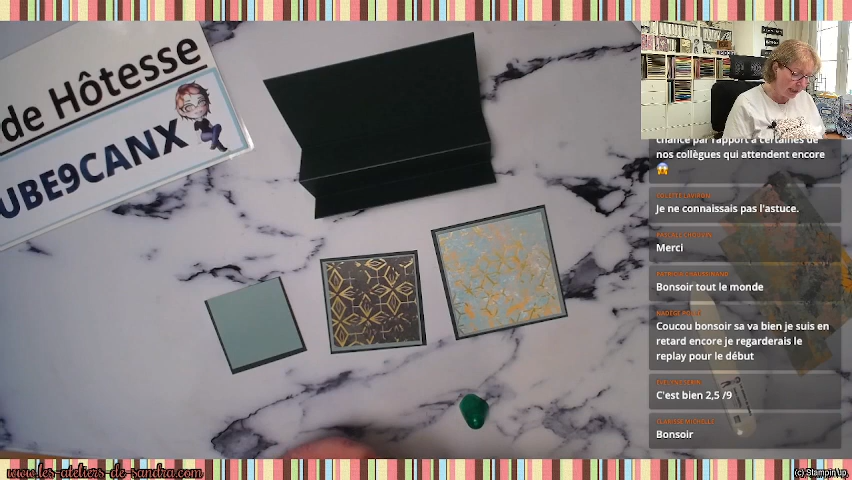 de Hôtesse
UBE9CANX
chance par rapport à certaines de
nos collègues qui attendent encore
😱
Je ne connaissais pas l'astuce.
Merci
Bonsoir tout le monde
Coucou bonsoir sa va bien je suis en
retard encore je regarderais le
replay pour le début
C'est bien 2,5 /9
Bonsoir
www.les-ateliers-de-sandra.com
(c) Stampin'up